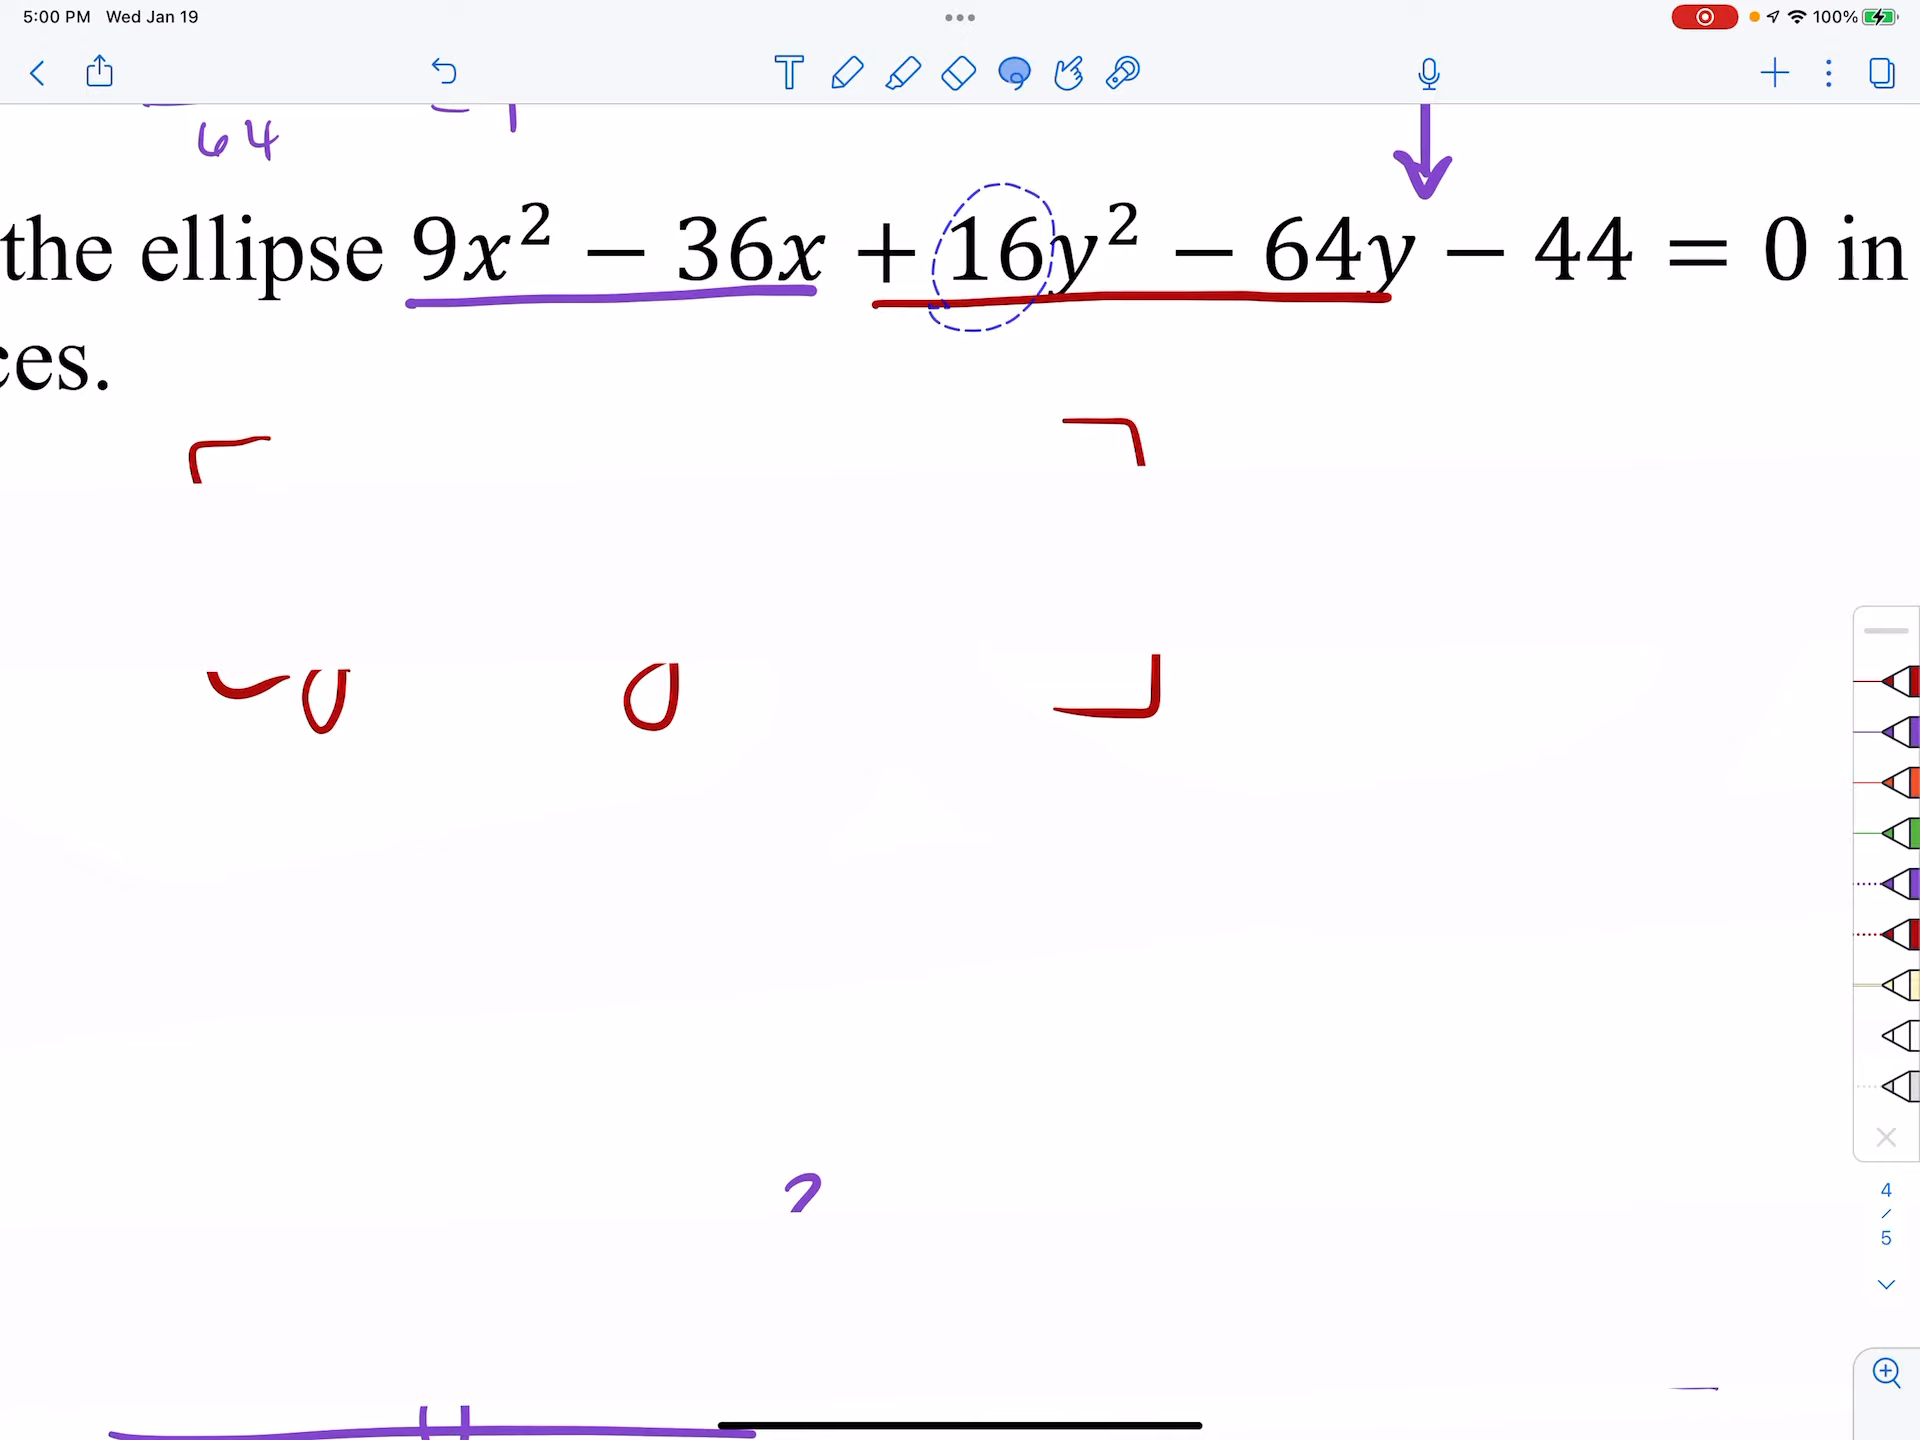 5:00 PM Wed Jan 19
100%
64
the ellipse 9x² − 36x + 16y² − 64y − 44 = 0 in
ces.
4
/
5